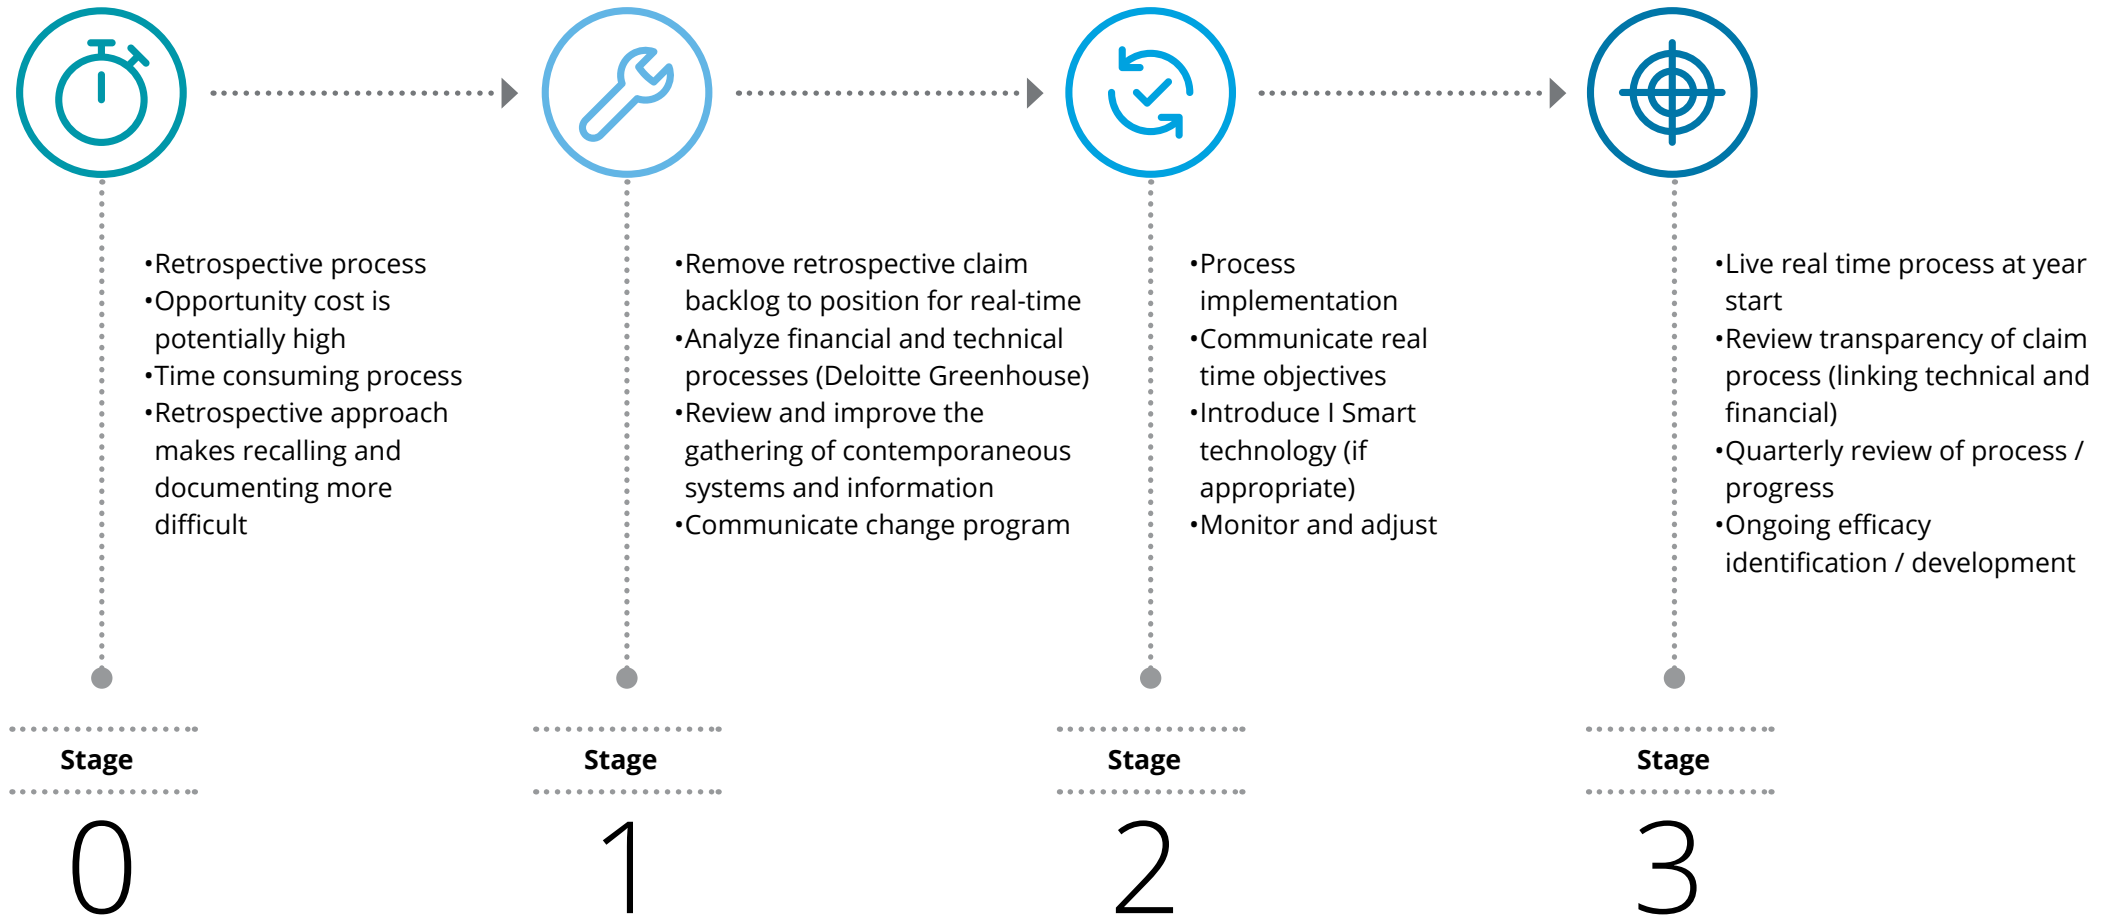 •Retrospective process
•Opportunity cost is
potentially high
•Time consuming process
•Retrospective approach
makes recalling and
documenting more
difficult
•Remove retrospective claim
backlog to position for real-time
•Analyze financial and technical
processes (Deloitte Greenhouse)
•Review and improve the
gathering of contemporaneous
systems and information
•Communicate change program
•Process
implementation
•Communicate real
time objectives
•Introduce I Smart
technology (if
appropriate)
•Monitor and adjust
•Live real time process at year
start
•Review transparency of claim
process (linking technical and
financial)
•Quarterly review of process /
progress
•Ongoing efficacy
identification / development
Stage
0
Stage
1
Stage
2
Stage
3